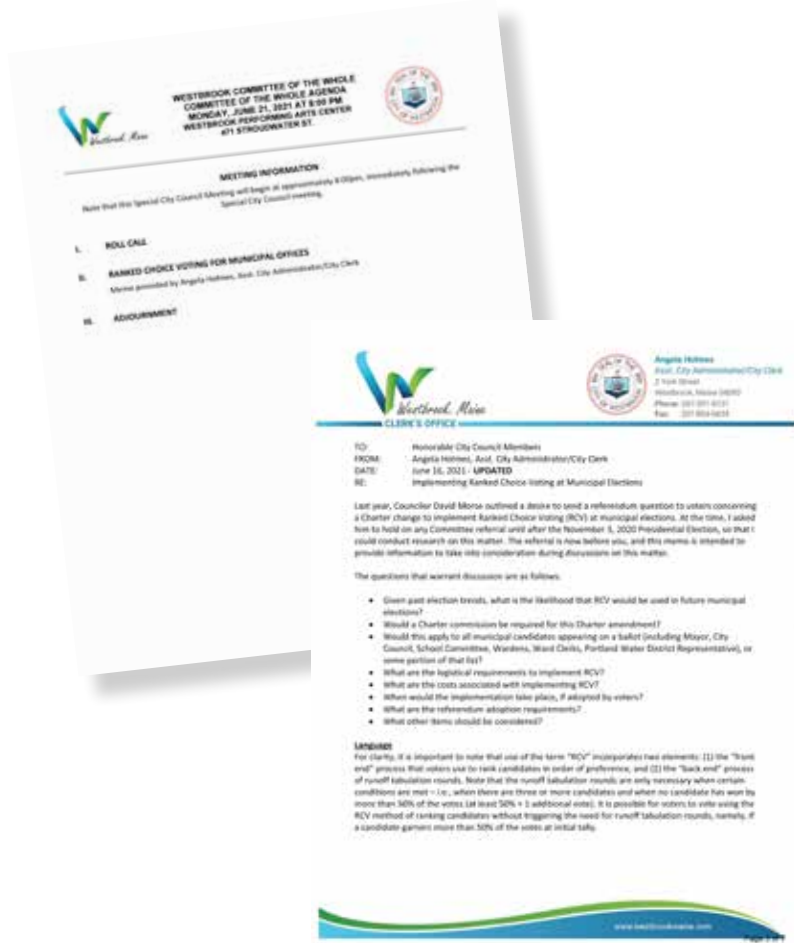 WESTBROOK COMMITTEE OF THE WHOLE
COMMITTEE OF THE WHOLE AGENDA
MONDAY, JUNE 21, 2021 AT 8:00 PM
WESTBROOK PERFORMING ARTS CENTER
471 STROUDWATER ST.
Westbrook, Maine
MEETING INFORMATION
Note that this Special City Council Meeting will begin at approximately 8:00pm, immediately following the
Special City Council meeting.
I. ROLL CALL
II. RANKED CHOICE VOTING FOR MUNICIPAL OFFICES
Memo provided by Angela Holmes, Asst. City Administrator/City Clerk
III. ADJOURNMENT
Westbrook, Maine
CLERK'S OFFICE
Angela Holmes
Asst. City Administrator/City Clerk
2 York Street
Westbrook, Maine 04092
Phone:
Fax:
TO: Honorable City Council Members
FROM: Angela Holmes, Asst. City Administrator/City Clerk
DATE: June 16, 2021 - UPDATED
RE: Implementing Ranked Choice Voting at Municipal Elections
Last year, Councilor David Morse outlined a desire to send a referendum question to voters concerning
a Charter change to implement Ranked Choice Voting (RCV) at municipal elections. At the time, I asked
him to hold on any Committee referral until after the November 3, 2020 Presidential Election, so that I
could conduct research on this matter. The referral is now before you, and this memo is intended to
provide information to take into consideration during discussions on this matter.
The questions that warrant discussion are as follows:
• Given past election trends, what is the likelihood that RCV would be used in future municipal
elections?
• Would a Charter commission be required for this Charter amendment?
• Would this apply to all municipal candidates appearing on a ballot (including Mayor, City
Council, School Committee, Wardens, Ward Clerks, Portland Water District Representative), or
some portion of that list?
• What are the logistical requirements to implement RCV?
• What are the costs associated with implementing RCV?
• When would the implementation take place, if adopted by voters?
• What are the referendum adoption requirements?
• What other items should be considered?
Language
For clarity, it is important to note that use of the term "RCV" incorporates two elements: (1) the "front
end" process that voters use to rank candidates in order of preference, and (2) the "back end" process
of runoff tabulation rounds. Note that the runoff tabulation rounds are only necessary when certain
conditions are met – i.e., when there are three or more candidates and when no candidate has won by
more than 50% of the votes (at least 50% + 1 additional vote). It is possible for voters to vote using the
RCV method of ranking candidates without triggering the need for runoff tabulation rounds, namely, if
a candidate garners more than 50% of the votes at initial tally.
www.westbrookmaine.com